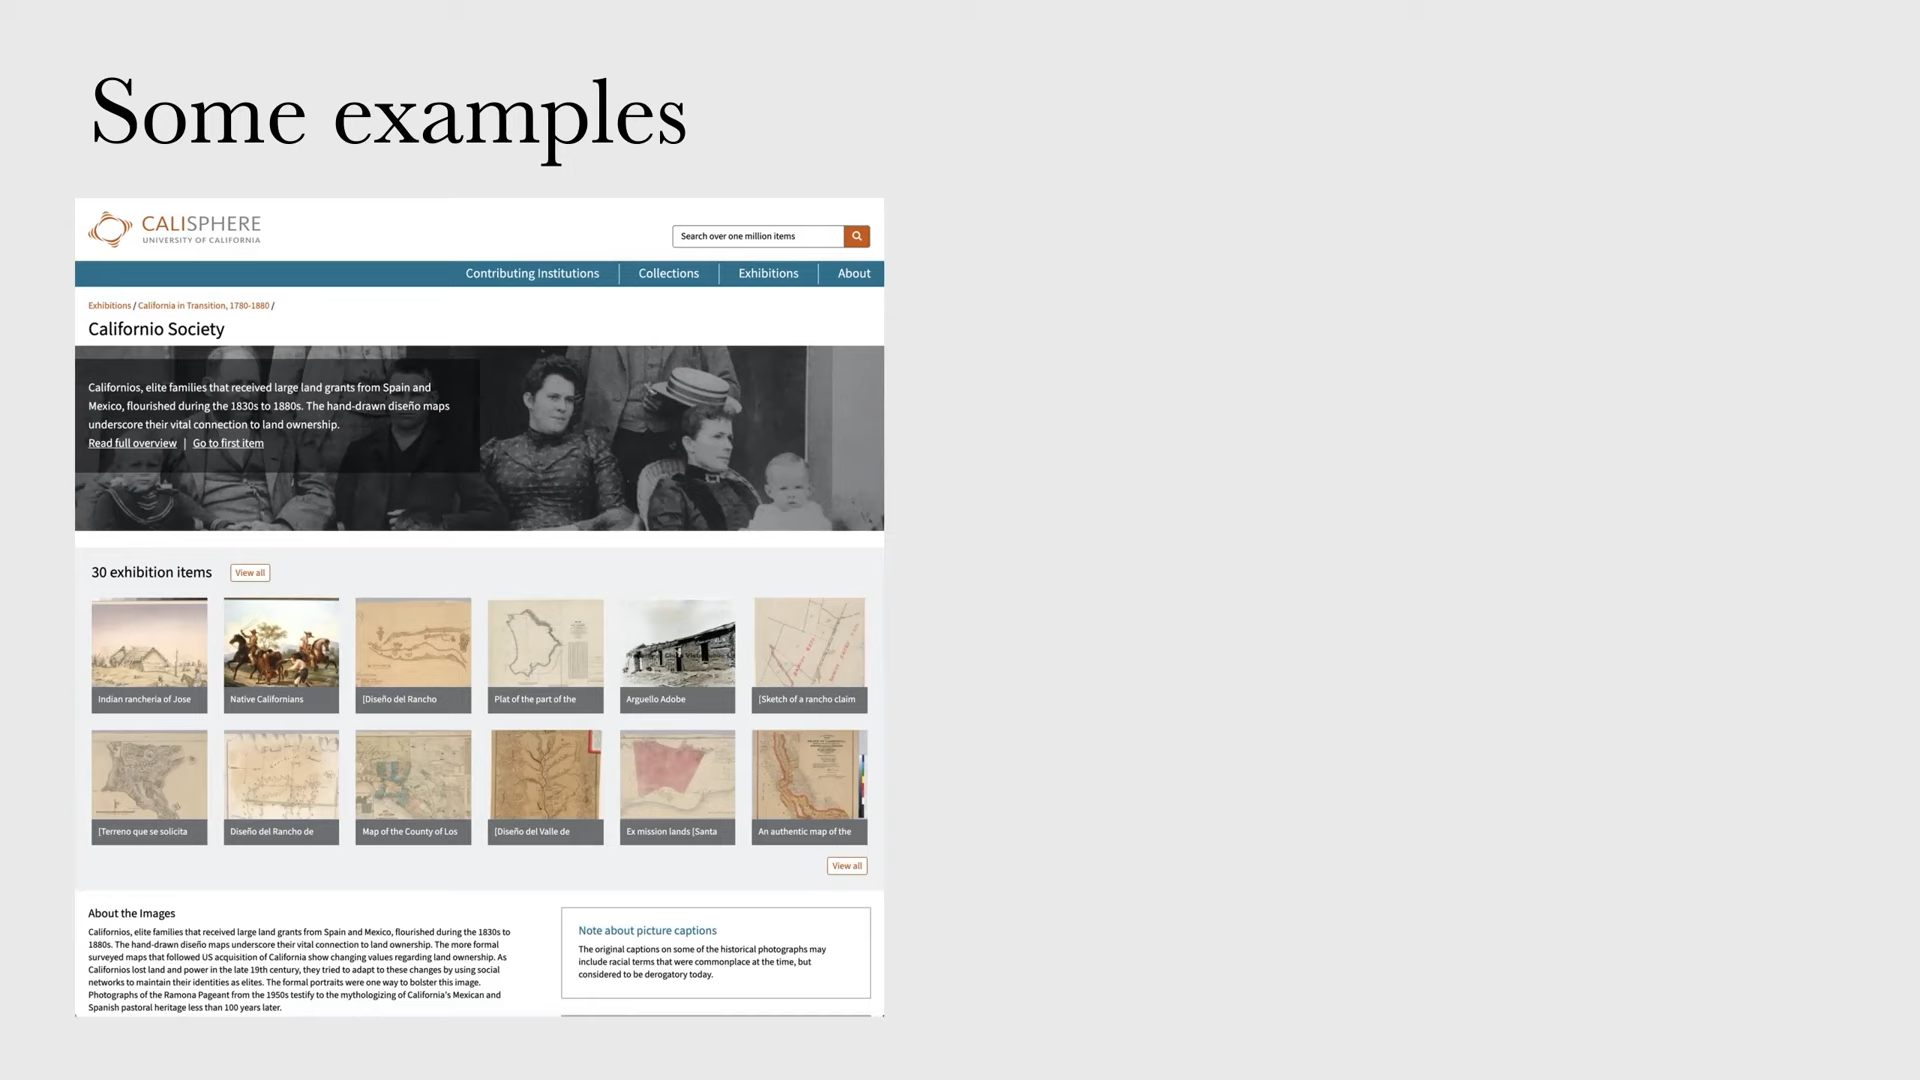 Some examples
CALISPHERE
UNIVERSITY OF CALIFORNIA
Search over one million items
Contributing Institutions
Collections
Exhibitions
About
Exhibitions / California in Transition, 1780-1880 /
Californio Society
Californios, elite families that received large land grants from Spain and
Mexico, flourished during the 1830s to 1880s. The hand-drawn diseño maps
underscore their vital connection to land ownership.
Read full overview | Go to first item
30 exhibition items
View all
Indian rancheria of Jose
Native Californians
[Diseño del Rancho
Plat of the part of the
Arguello Adobe
[Sketch of a rancho claim
[Terreno que se solicita
Diseño del Rancho de
Map of the County of Los
[Diseño del Valle de
Ex mission lands [Santa
An authentic map of the
View all
About the Images
Californios, elite families that received large land grants from Spain and Mexico, flourished during the 1830s to
1880s. The hand-drawn diseño maps underscore their vital connection to land ownership. The more formal
surveyed maps that followed US acquisition of California show changing values regarding land ownership. As
Californios lost land and power in the late 19th century, they tried to adapt to these changes by using social
networks to maintain their identities as elites. The formal portraits were one way to bolster this image.
Photographs of the Ramona Pageant from the 1950s testify to the mythologizing of California's Mexican and
Spanish pastoral heritage less than 100 years later.
Note about picture captions
The original captions on some of the historical photographs may
include racial terms that were commonplace at the time, but
considered to be derogatory today.